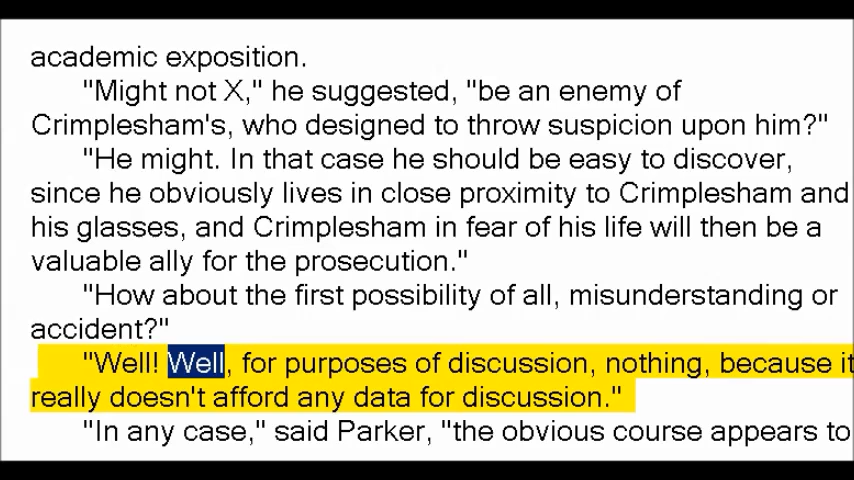 academic exposition.
"Might not X," he suggested, "be an enemy of
Crimplesham's, who designed to throw suspicion upon him?"
"He might. In that case he should be easy to discover,
since he obviously lives in close proximity to Crimplesham and
his glasses, and Crimplesham in fear of his life will then be a
valuable ally for the prosecution."
"How about the first possibility of all, misunderstanding or
accident?"
"Well! Well, for purposes of discussion, nothing, because it
really doesn't afford any data for discussion."
"In any case," said Parker, "the obvious course appears to